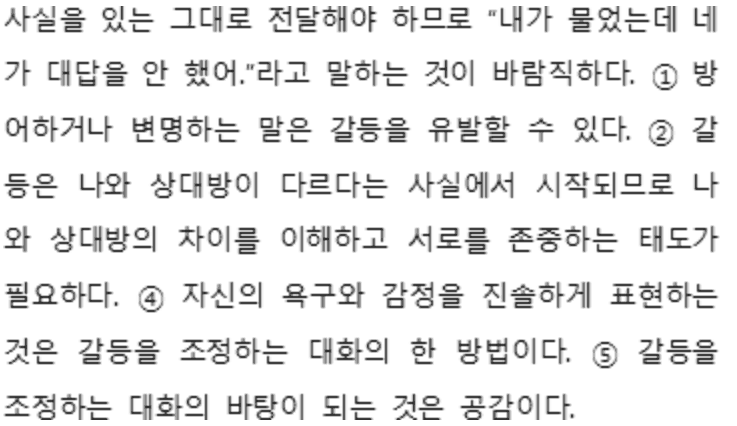 사실을 있는 그대로 전달해야 하므로 "내가 물었는데 네
가 대답을 안 했어."라고 말하는 것이 바람직하다. ① 방
어하거나 변명하는 말은 갈등을 유발할 수 있다. ② 갈
등은 나와 상대방이 다르다는 사실에서 시작되므로 나
와 상대방의 차이를 이해하고 서로를 존중하는 태도가
필요하다. ④ 자신의 욕구와 감정을 진솔하게 표현하는
것은 갈등을 조정하는 대화의 한 방법이다. ⑤ 갈등을
조정하는 대화의 바탕이 되는 것은 공감이다.